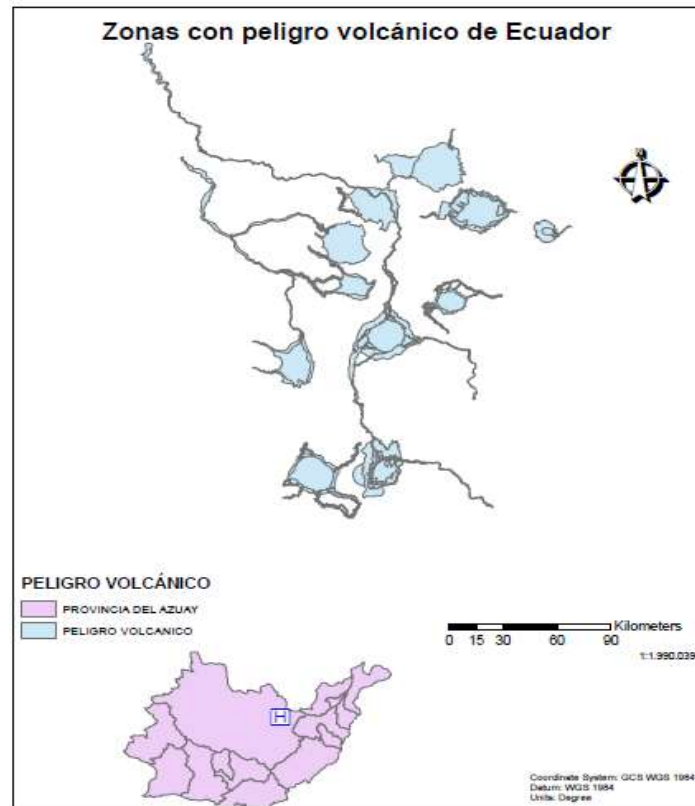 Zonas con peligro volcánico de Ecuador
PELIGRO VOLCÁNICO
PROVINCIA DEL AZUAY
PELIGRO VOLCANICO
Kilometers
0 15 30 60 90
1:1.990.039
H
Coordinate System: GCS WGS 1984
Datum: WGS 1984
Units: Degree